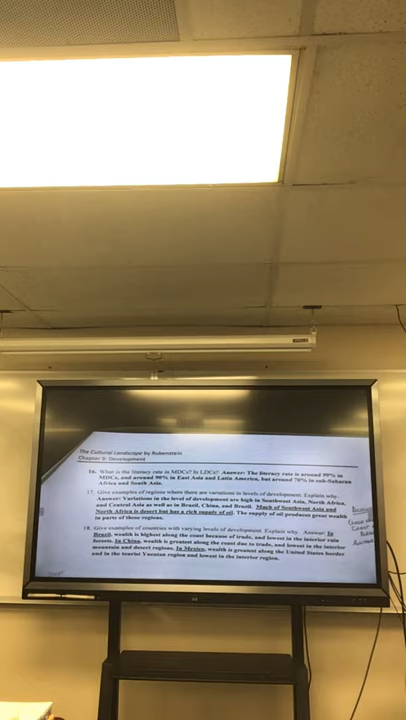 The Cultural Landscape by Rubenstein
Chapter 9: Development
16. What is the literacy rate in MDCs? In LDCs? Answer: The literacy rate is around 99% in
MDCs, and around 90% in East Asia and Latin America, but around 70% in sub-Saharan
Africa and South Asia.
17. Give examples of regions where there are variations in levels of development. Explain why.
Answer: Variations in the level of development are high in Southwest Asia, North Africa,
and Central Asia as well as in Brazil, China, and Brazil. Much of Southwest Asia and
North Africa is desert but has a rich supply of oil. The supply of oil produces great wealth
in parts of those regions.
18. Give examples of countries with varying levels of development. Explain why. Answer: In
Brazil, wealth is highest along the coast because of trade, and lowest in the interior rain
forests. In China, wealth is greatest along the coast due to trade, and lowest in the interior
mountain and desert regions. In Mexico, wealth is greatest along the United States border
and in the tourist Yucatan region and lowest in the interior region.